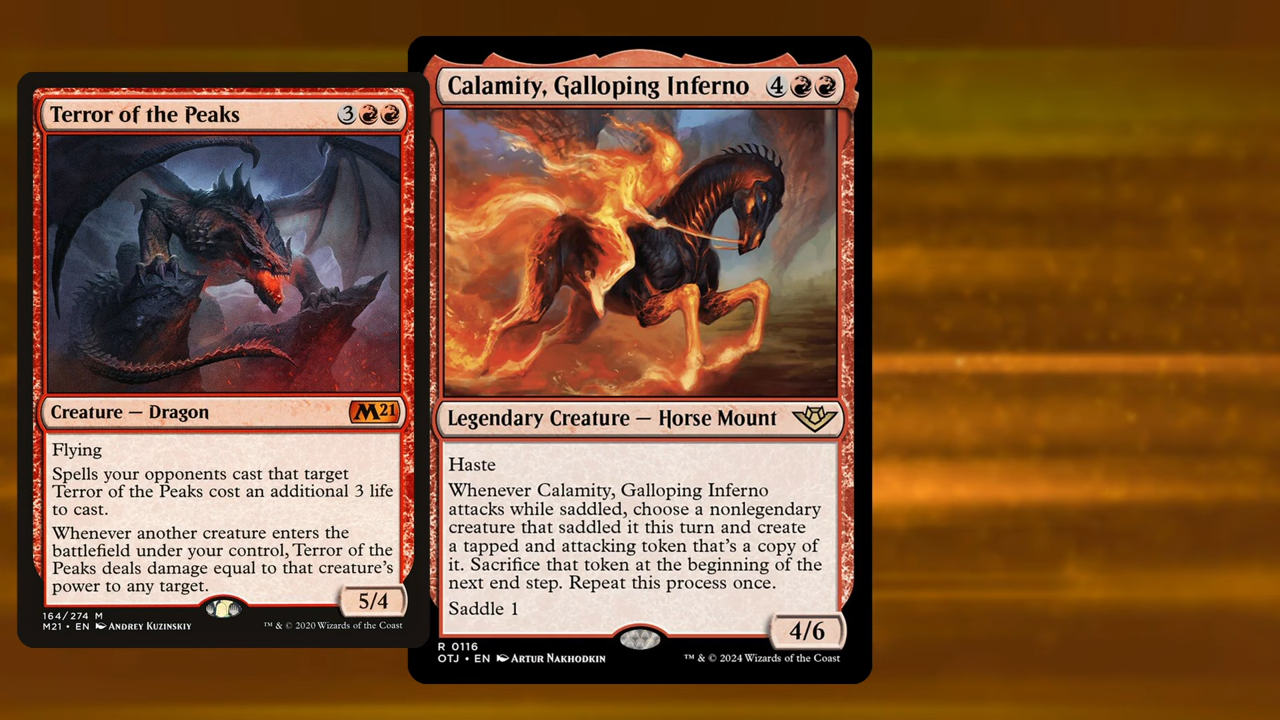 Terror of the Peaks 3
Creature — Dragon M21
Flying
Spells your opponents cast that target
Terror of the Peaks cost an additional 3 life
to cast.
Whenever another creature enters the
battlefield under your control, Terror of the
Peaks deals damage equal to that creature's
power to any target.
5/4
164/274 M
M21 • EN Andrey Kuzinskiy
™ & © 2020 Wizards of the Coast
Calamity, Galloping Inferno 4
Legendary Creature — Horse Mount
Haste
Whenever Calamity, Galloping Inferno
attacks while saddled, choose a nonlegendary
creature that saddled it this turn and create
a tapped and attacking token that's a copy of
it. Sacrifice that token at the beginning of the
next end step. Repeat this process once.
Saddle 1
4/6
R 0116
OTJ • EN Artur Nakhodkin
™ & © 2024 Wizards of the Coast